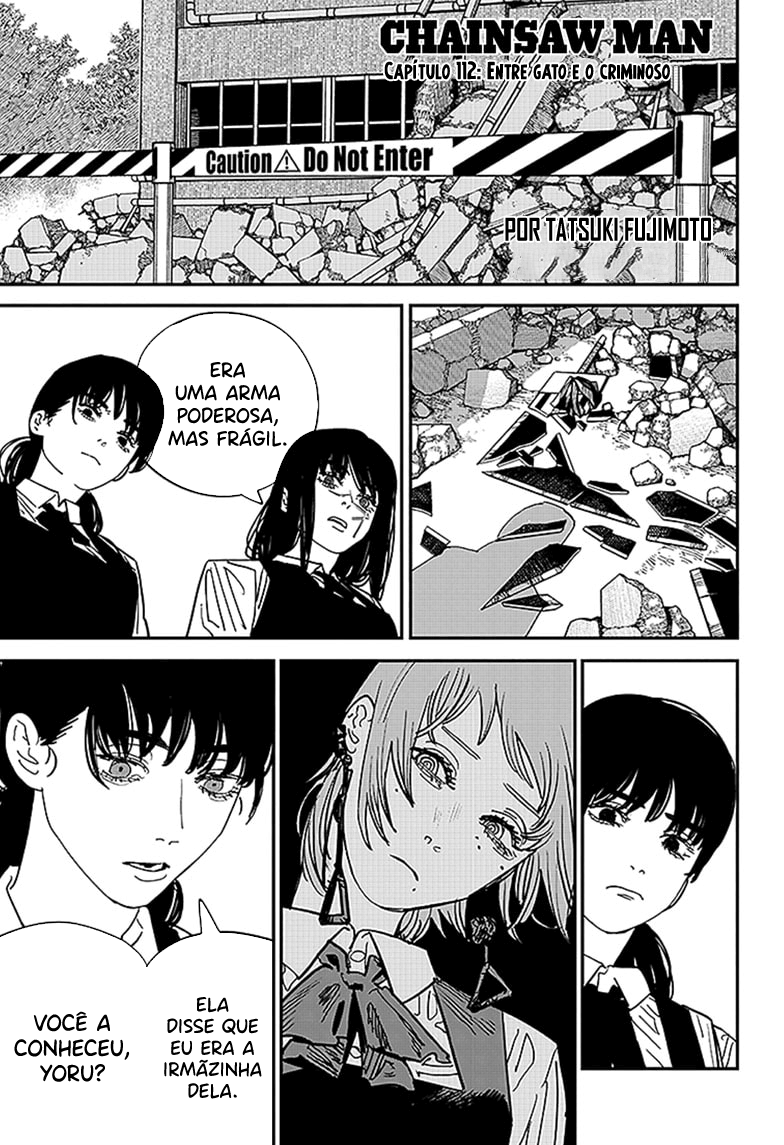 CHAINSAW MAN
CAPÍTULO 112: ENTRE GATO E O CRIMINOSO
Caution ⚠ Do Not Enter
POR TATSUKI FUJIMOTO
ERA
UMA ARMA
PODEROSA,
MAS FRÁGIL.
ELA
DISSE QUE
EU ERA A
IRMÃZINHA
DELA.
VOCÊ A
CONHECEU,
YORU?